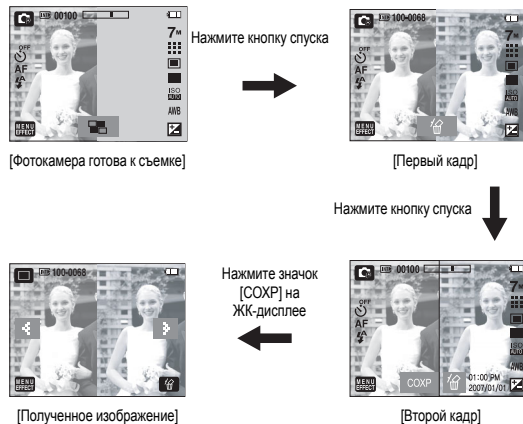 00100
7M
OFF
AF
ISO
AUTO
AWB
MENU
EFFECT
[Фотокамера готова к съемке]
Нажмите кнопку спуска
100-0068
7M
OFF
AF
ISO
AUTO
AWB
MENU
EFFECT
[Первый кадр]
Нажмите кнопку спуска
00100
7M
OFF
AF
ISO
AUTO
AWB
MENU
EFFECT
СОХР
01:00 PM
2007/01/01
[Второй кадр]
Нажмите значок
[СОХР] на
ЖК-дисплее
100-0068
MENU
EFFECT
[Полученное изображение]